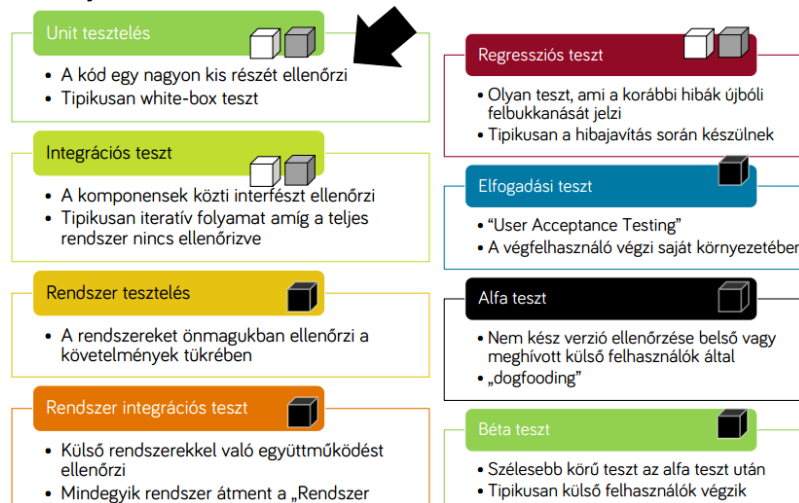 Unit tesztelés
• A kód egy nagyon kis részét ellenőrzi
• Tipikusan white-box teszt
Integrációs teszt
• A komponensek közti interfészt ellenőrzi
• Tipikusan iteratív folyamat amíg a teljes
rendszer nincs ellenőrizve
Rendszer tesztelés
• A rendszereket önmagukban ellenőrzi a
követelmények tükrében
Rendszer integrációs teszt
• Külső rendszerekkel való együttműködést
ellenőrzi
• Mindegyik rendszer átment a „Rendszer
Regressziós teszt
• Olyan teszt, ami a korábbi hibák újbóli
felbukkanását jelzi
• Tipikusan a hibajavítás során készülnek
Elfogadási teszt
• “User Acceptance Testing”
• A végfelhasználó végzi saját környezetében
Alfa teszt
• Nem kész verzió ellenőrzése belső vagy
meghívott külső felhasználók által
• „dogfooding”
Béta teszt
• Szélesebb körű teszt az alfa teszt után
• Tipikusan külső felhasználók végzik